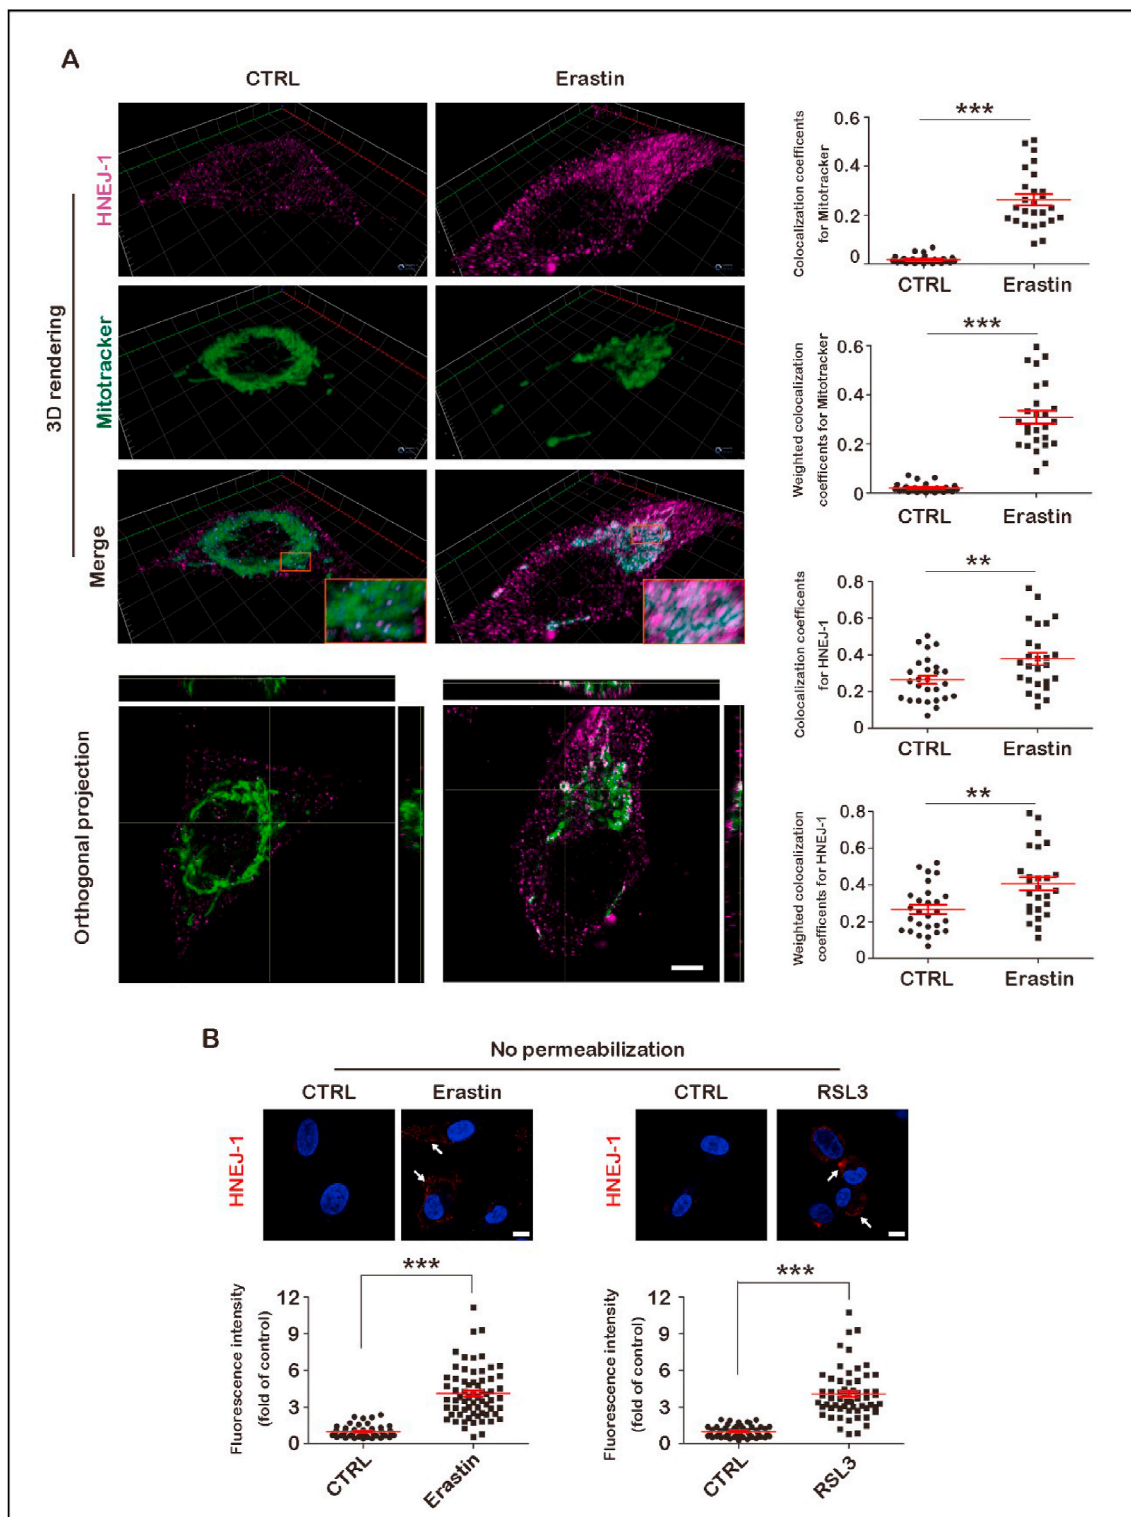 A
CTRL
Erastin
HNEJ-1
Mitotracker
Merge
3D rendering
Orthogonal projection
***
Colocalization coefficents
for Mitotracker
0.6
0.4
0.2
0
CTRL
Erastin
***
Weighted colocalization
coefficents for Mitotracker
0.6
0.4
0.2
0
CTRL
Erastin
**
Colocalization coefficents
for HNEJ-1
0.8
0.6
0.4
0.2
0
CTRL
Erastin
**
Weighted colocalization
coefficents for HNEJ-1
0.8
0.6
0.4
0.2
0
CTRL
Erastin
B
No permeabilization
CTRL
Erastin
CTRL
RSL3
HNEJ-1
HNEJ-1
***
Fluorescence intensity
(fold of control)
12
9
6
3
0
CTRL
Erastin
***
Fluorescence intensity
(fold of control)
12
9
6
3
0
CTRL
RSL3